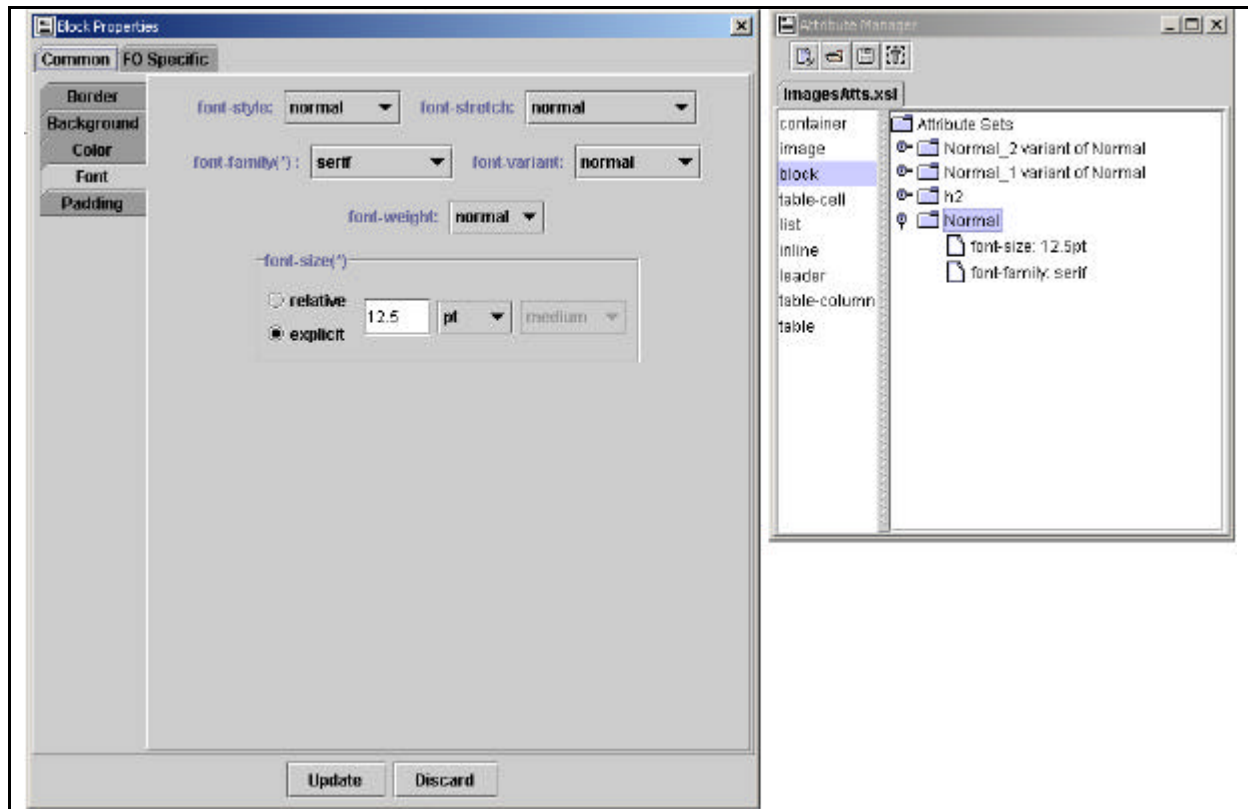 Block Properties
Common FO Specific
Border
Background
Color
Font
Padding
font-style: normal font-stretch: normal
font-family(*) : serif font-variant: normal
font-weight: normal
font-size(*)
relative
explicit
12.5 pt medium
Update Discard
Attribute Manager
ImagesAtts.xsl
container
image
block
table-cell
list
inline
leader
table-column
table
Attribute Sets
Normal_2 variant of Normal
Normal_1 variant of Normal
h2
Normal
font-size: 12.5pt
font-family: serif